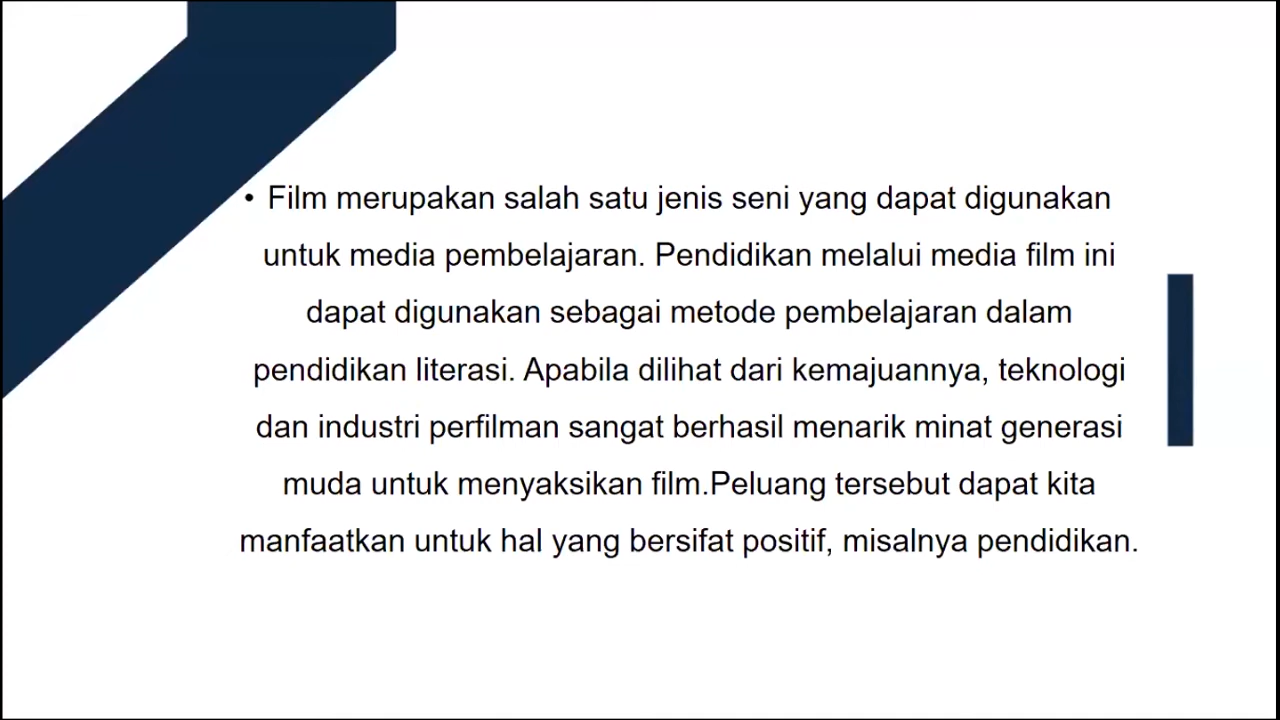 • Film merupakan salah satu jenis seni yang dapat digunakan
untuk media pembelajaran. Pendidikan melalui media film ini
dapat digunakan sebagai metode pembelajaran dalam
pendidikan literasi. Apabila dilihat dari kemajuannya, teknologi
dan industri perfilman sangat berhasil menarik minat generasi
muda untuk menyaksikan film.Peluang tersebut dapat kita
manfaatkan untuk hal yang bersifat positif, misalnya pendidikan.